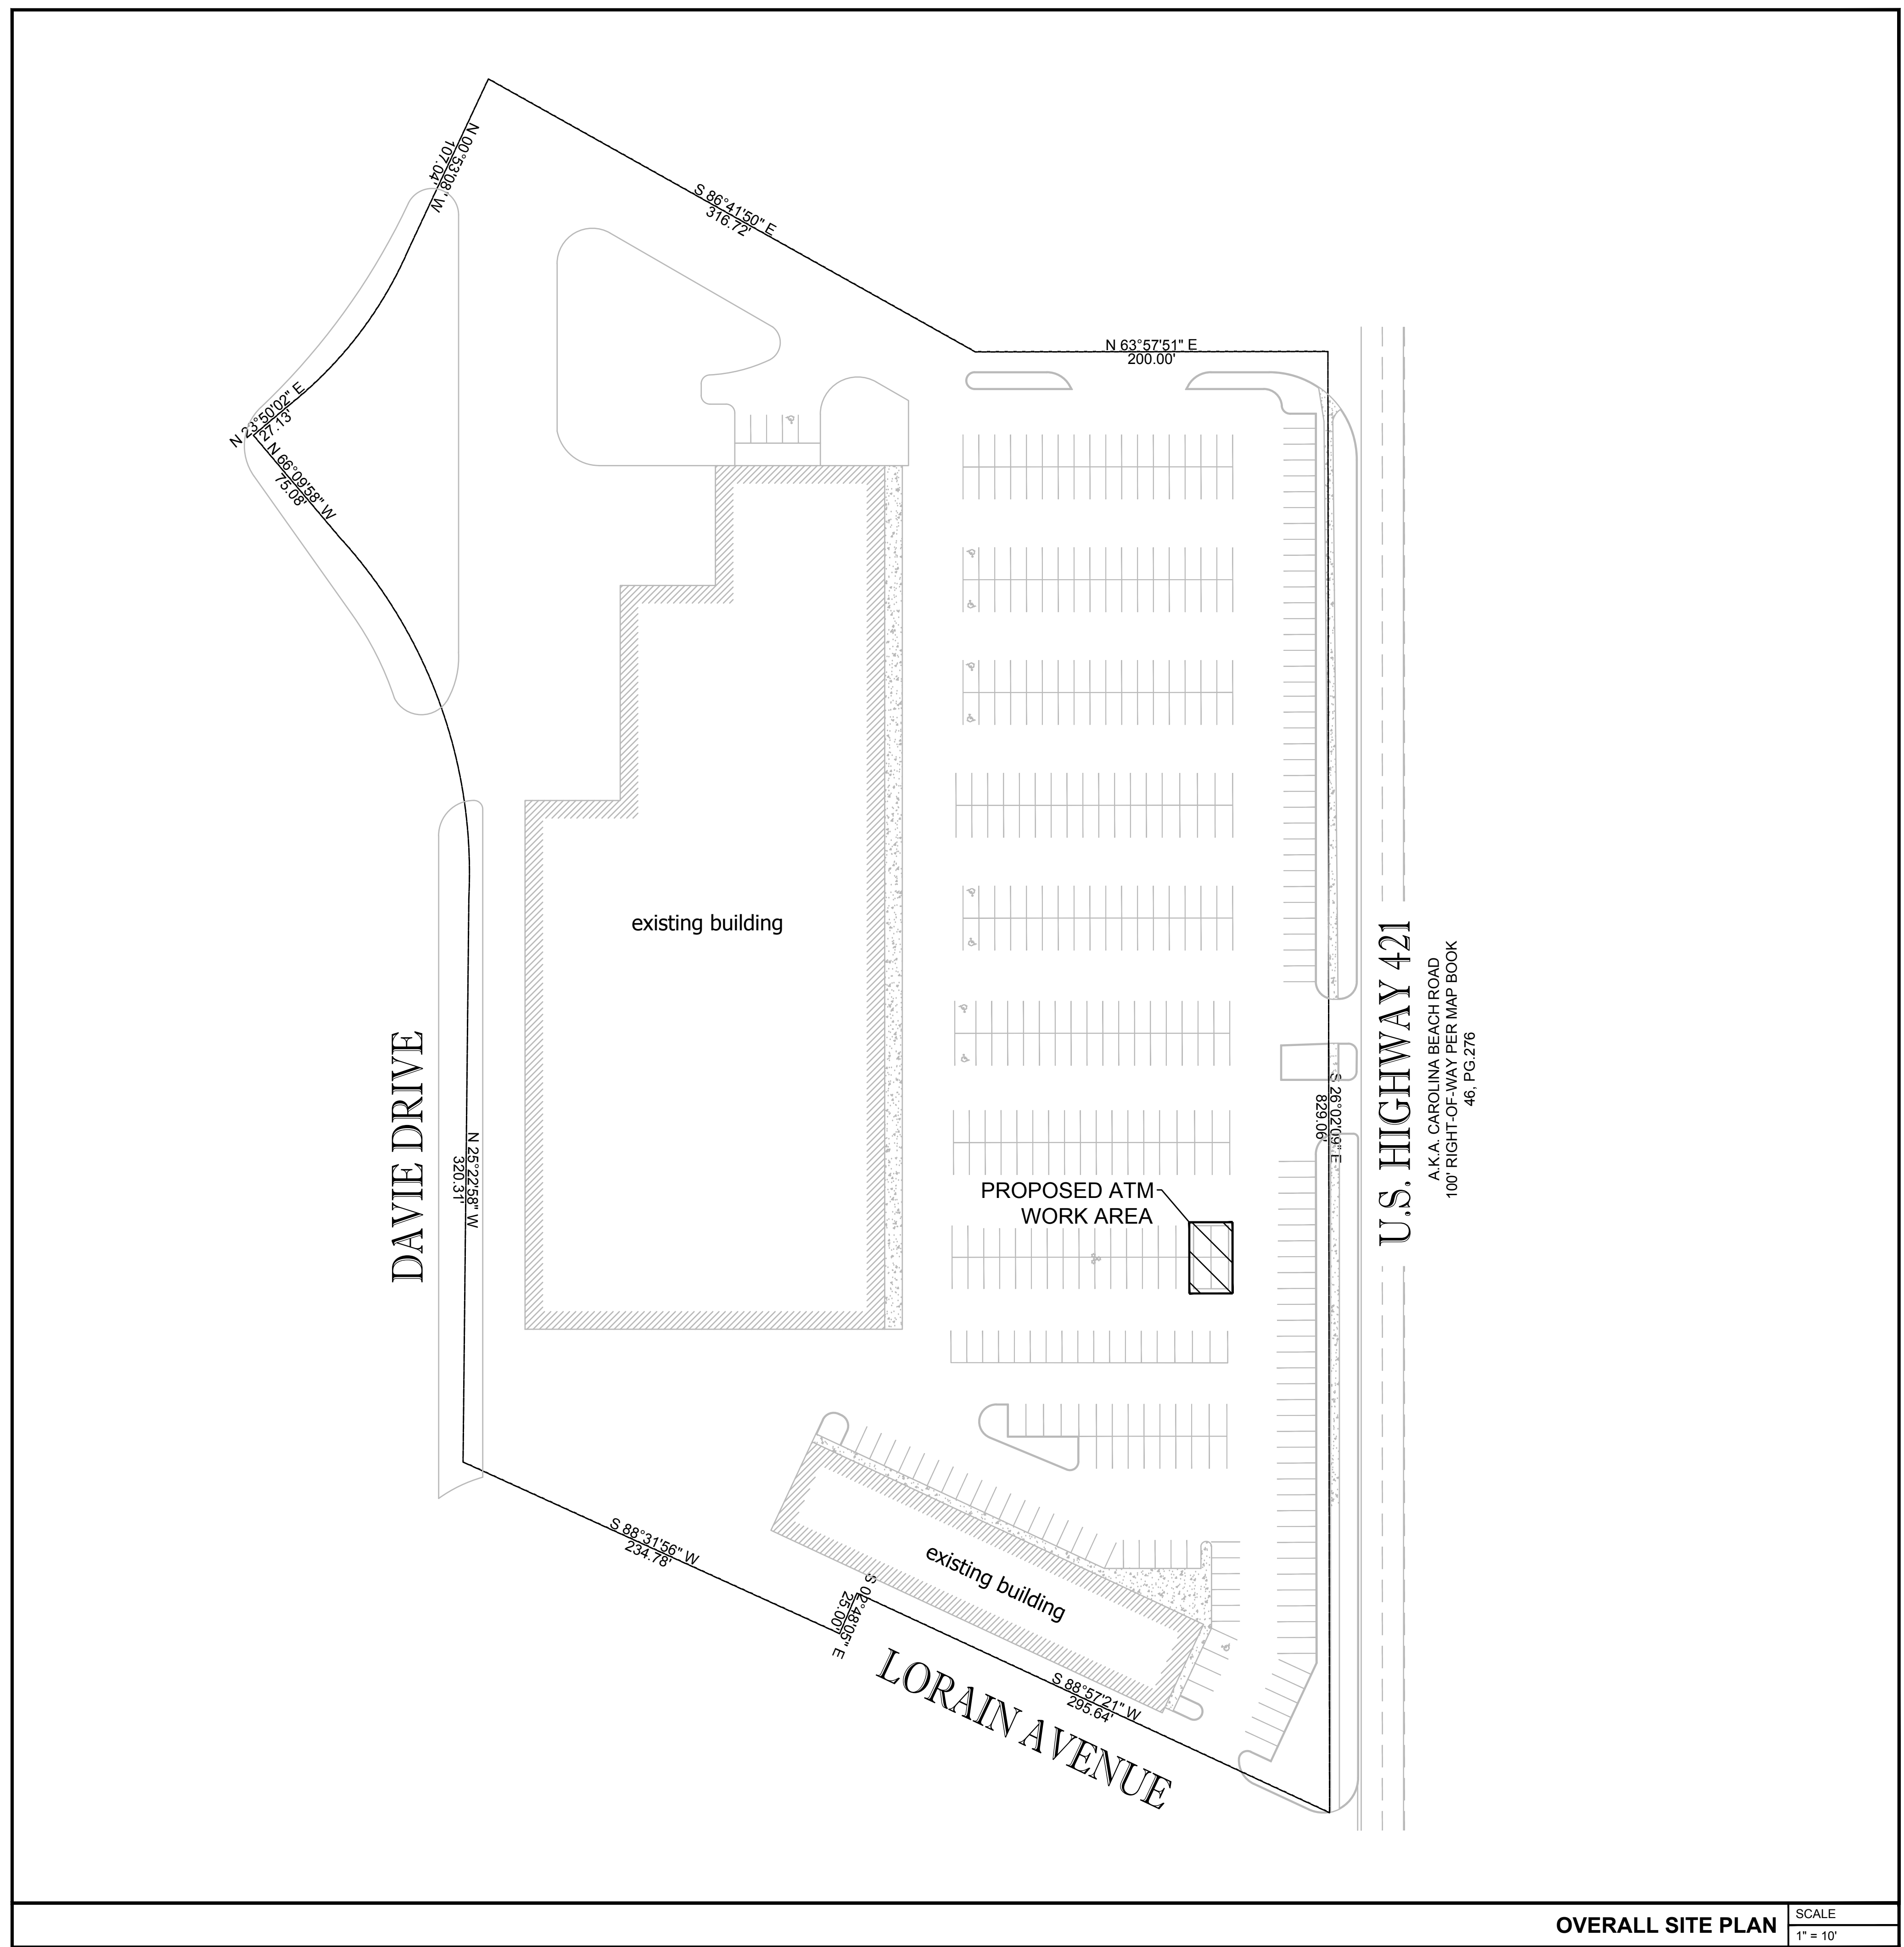 N 00°53'08" W
107.04'
S 86°41'50" E
316.72'
N 63°57'51" E
200.00'
N 23°50'02" E
27.13'
N 66°09'58" W
75.08'
existing building
DAVIE DRIVE
N 25°22'58" W
320.31'
U.S. HIGHWAY 421
A.K.A. CAROLINA BEACH ROAD
100' RIGHT-OF-WAY PER MAP BOOK
46, PG.276
S 26°02'09" E
829.06'
PROPOSED ATM
WORK AREA
S 88°31'56" W
234.78'
existing building
S 02°48'05" E
25.00'
S 88°57'21" W
295.64'
LORAIN AVENUE
OVERALL SITE PLAN
SCALE
1" = 10'